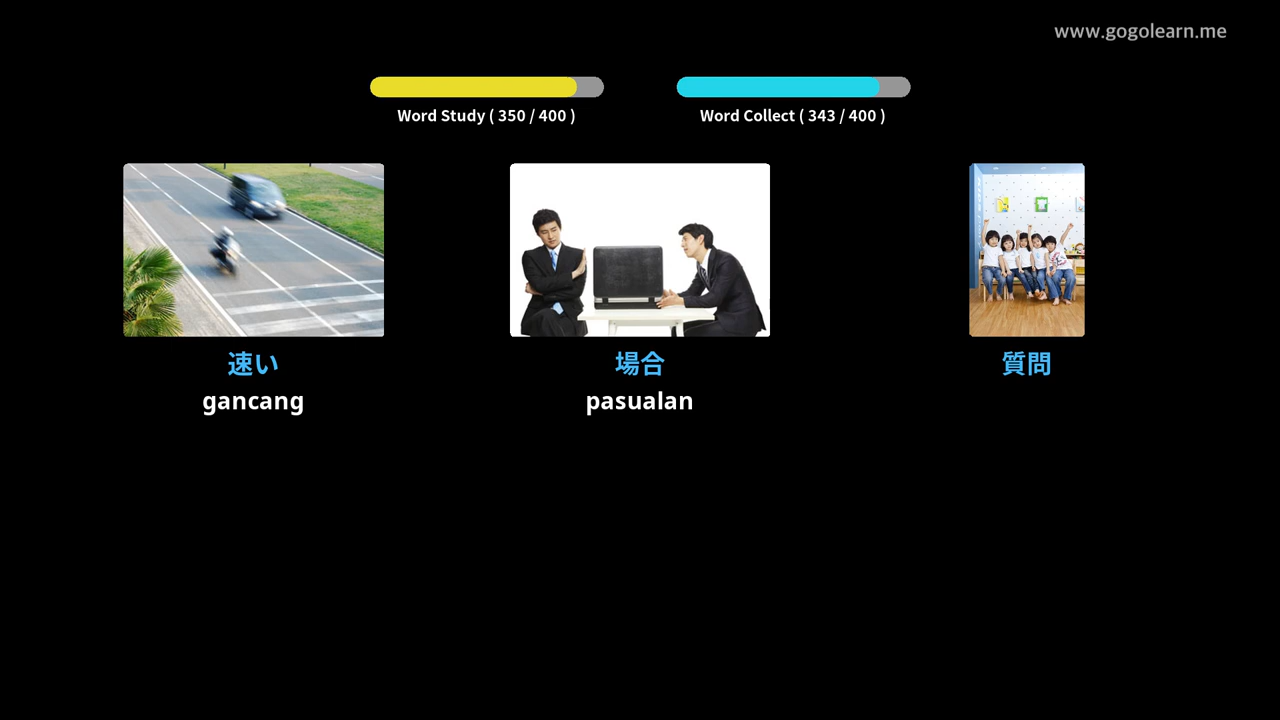 www.gogolearn.me
Word Study ( 350 / 400 )
Word Collect ( 343 / 400 )
速い
場合
質問
gancang
pasualan